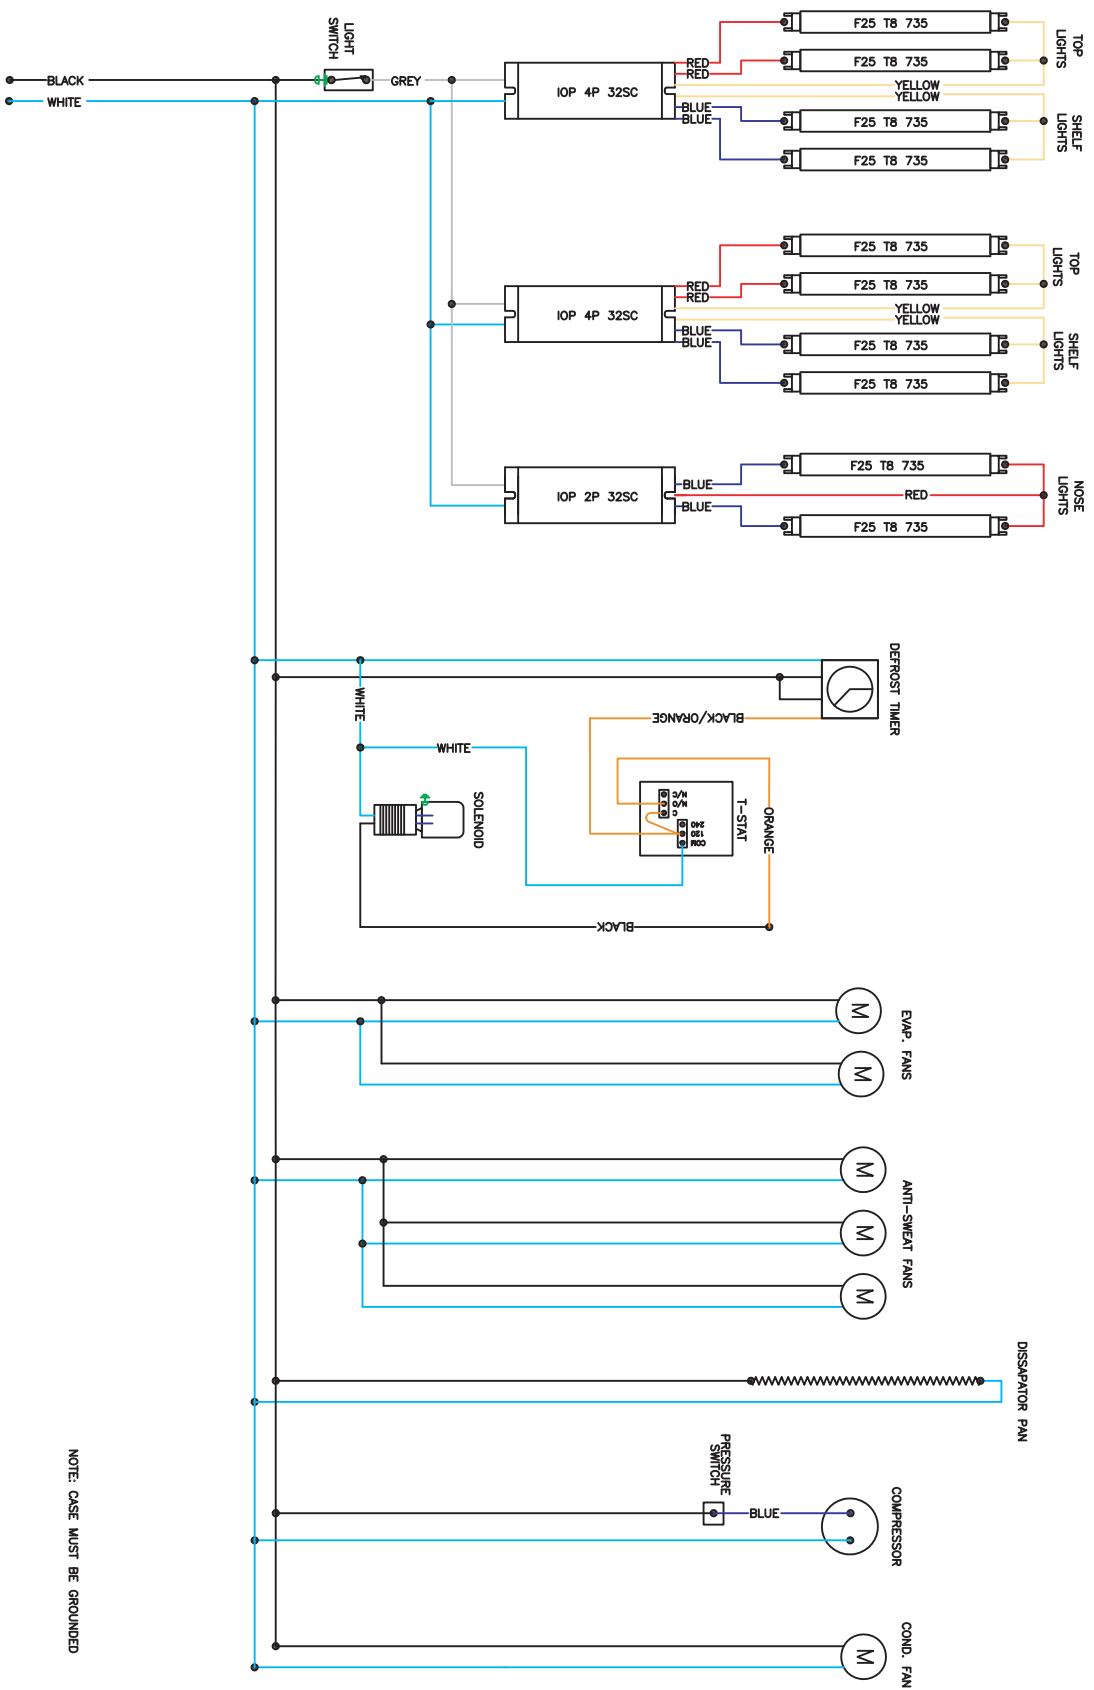 LIGHT
SWITCH
BLACK
WHITE
GREY
IOP 4P 32SC
RED
RED
YELLOW
YELLOW
BLUE
BLUE
F25 T8 735
F25 T8 735
F25 T8 735
F25 T8 735
TOP
LIGHTS
SHELF
LIGHTS
IOP 4P 32SC
RED
RED
YELLOW
YELLOW
BLUE
BLUE
F25 T8 735
F25 T8 735
F25 T8 735
F25 T8 735
TOP
LIGHTS
SHELF
LIGHTS
IOP 2P 32SC
BLUE
RED
BLUE
F25 T8 735
F25 T8 735
NOSE
LIGHTS
DEFROST TIMER
WHITE
BLACK/ORANGE
WHITE
SOLENOID
T-STAT
N/C
N/O
C
240
120
COM
ORANGE
BLACK
M
M
EVAP. FANS
M
M
M
ANTI-SWEAT FANS
DISSAPATOR PAN
PRESSURE
SWITCH
BLUE
COMPRESSOR
M
COND. FAN
NOTE: CASE MUST BE GROUNDED